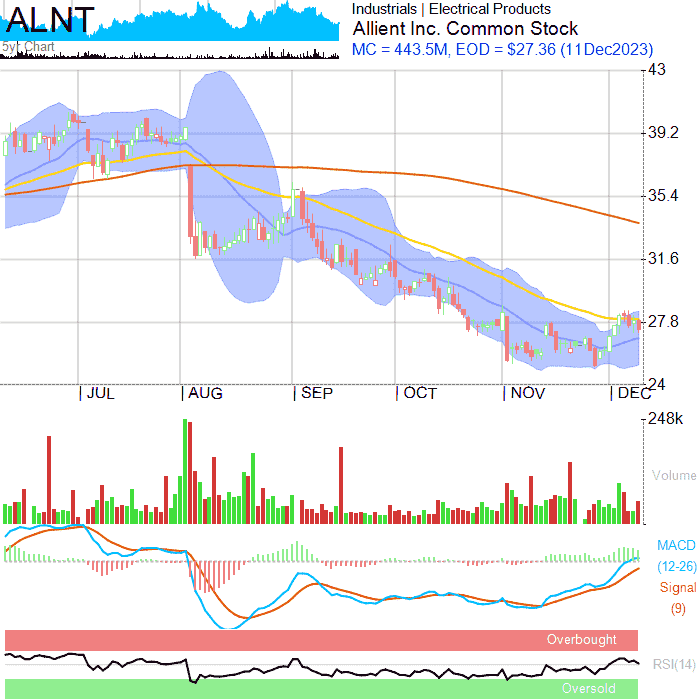 ALNT
5yr Chart
Industrials | Electrical Products
Allient Inc. Common Stock
MC = 443.5M, EOD = $27.36 (11Dec2023)
43
39.2
35.4
31.6
27.8
24
JUL AUG SEP OCT NOV DEC
248k
Volume
MACD
(12-26)
Signal
(9)
Overbought
RSI(14)
Oversold